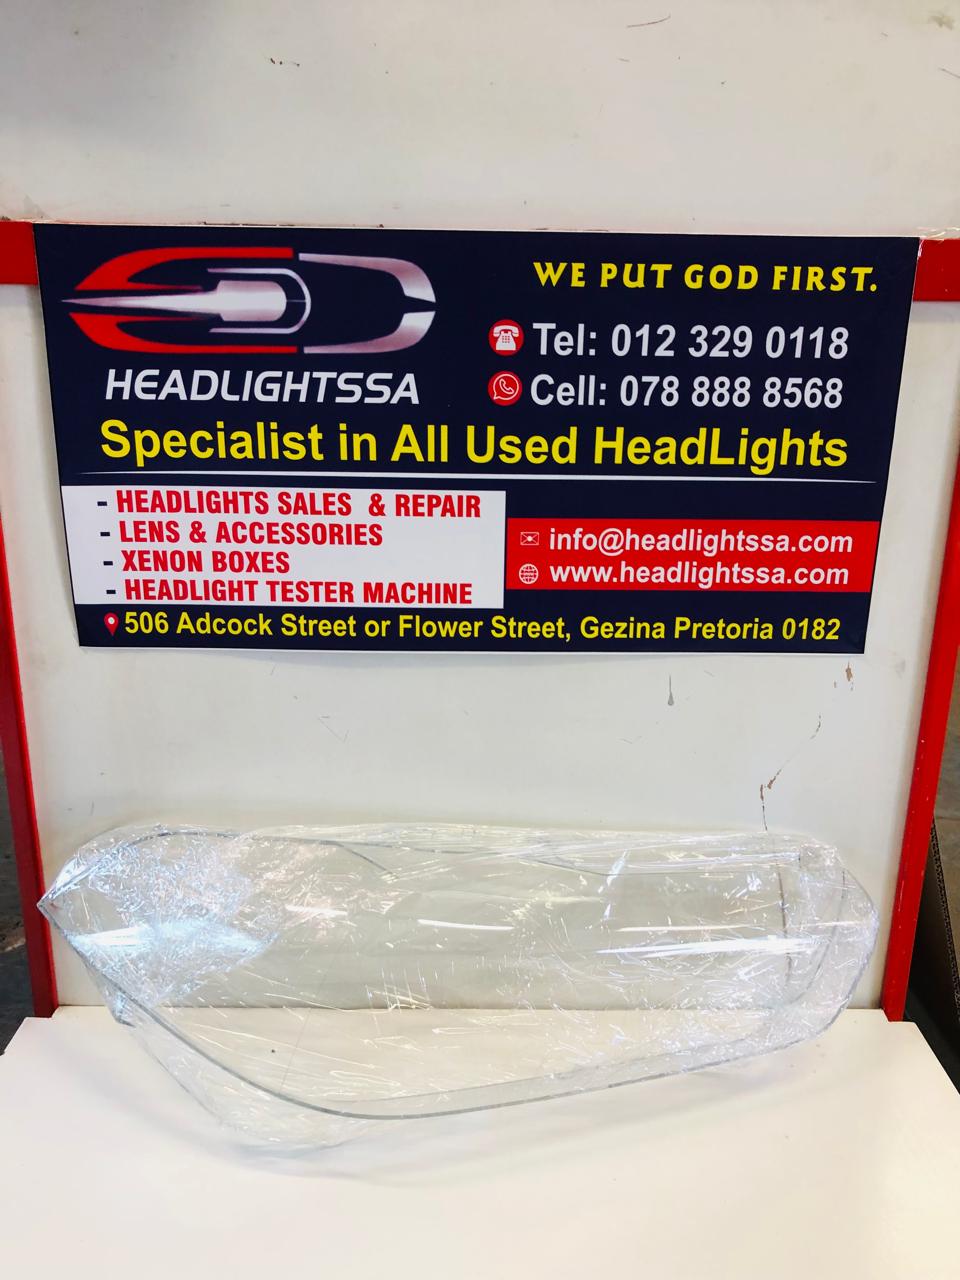 WE PUT GOD FIRST.
Tel: 012 329 0118
HEADLIGHTSSA
Cell: 078 888 8568
Specialist in All Used HeadLights
- HEADLIGHTS SALES & REPAIR
- LENS & ACCESSORIES
- XENON BOXES
- HEADLIGHT TESTER MACHINE
info@headlightssa.com
www.headlightssa.com
506 Adcock Street or Flower Street, Gezina Pretoria 0182